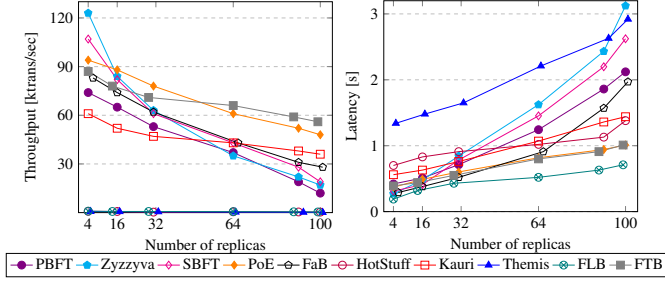 120
90
60
30
Throughput [ktrans/sec]
4 16 32 64 100
Number of replicas
3
2
1
0
Latency [s]
4 16 32 64 100
Number of replicas
PBFT Zyzzyva SBFT PoE FaB HotStuff Kauri Themis FLB FTB